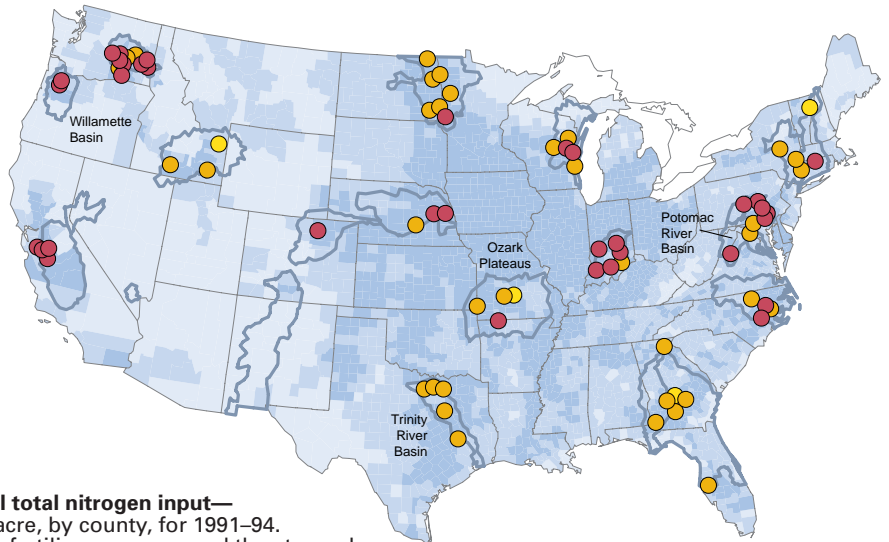 Willamette
Basin
Potomac
River
Basin
Ozark
Plateaus
Trinity
River
Basin
total nitrogen input—
acre, by county, for 1991–94.